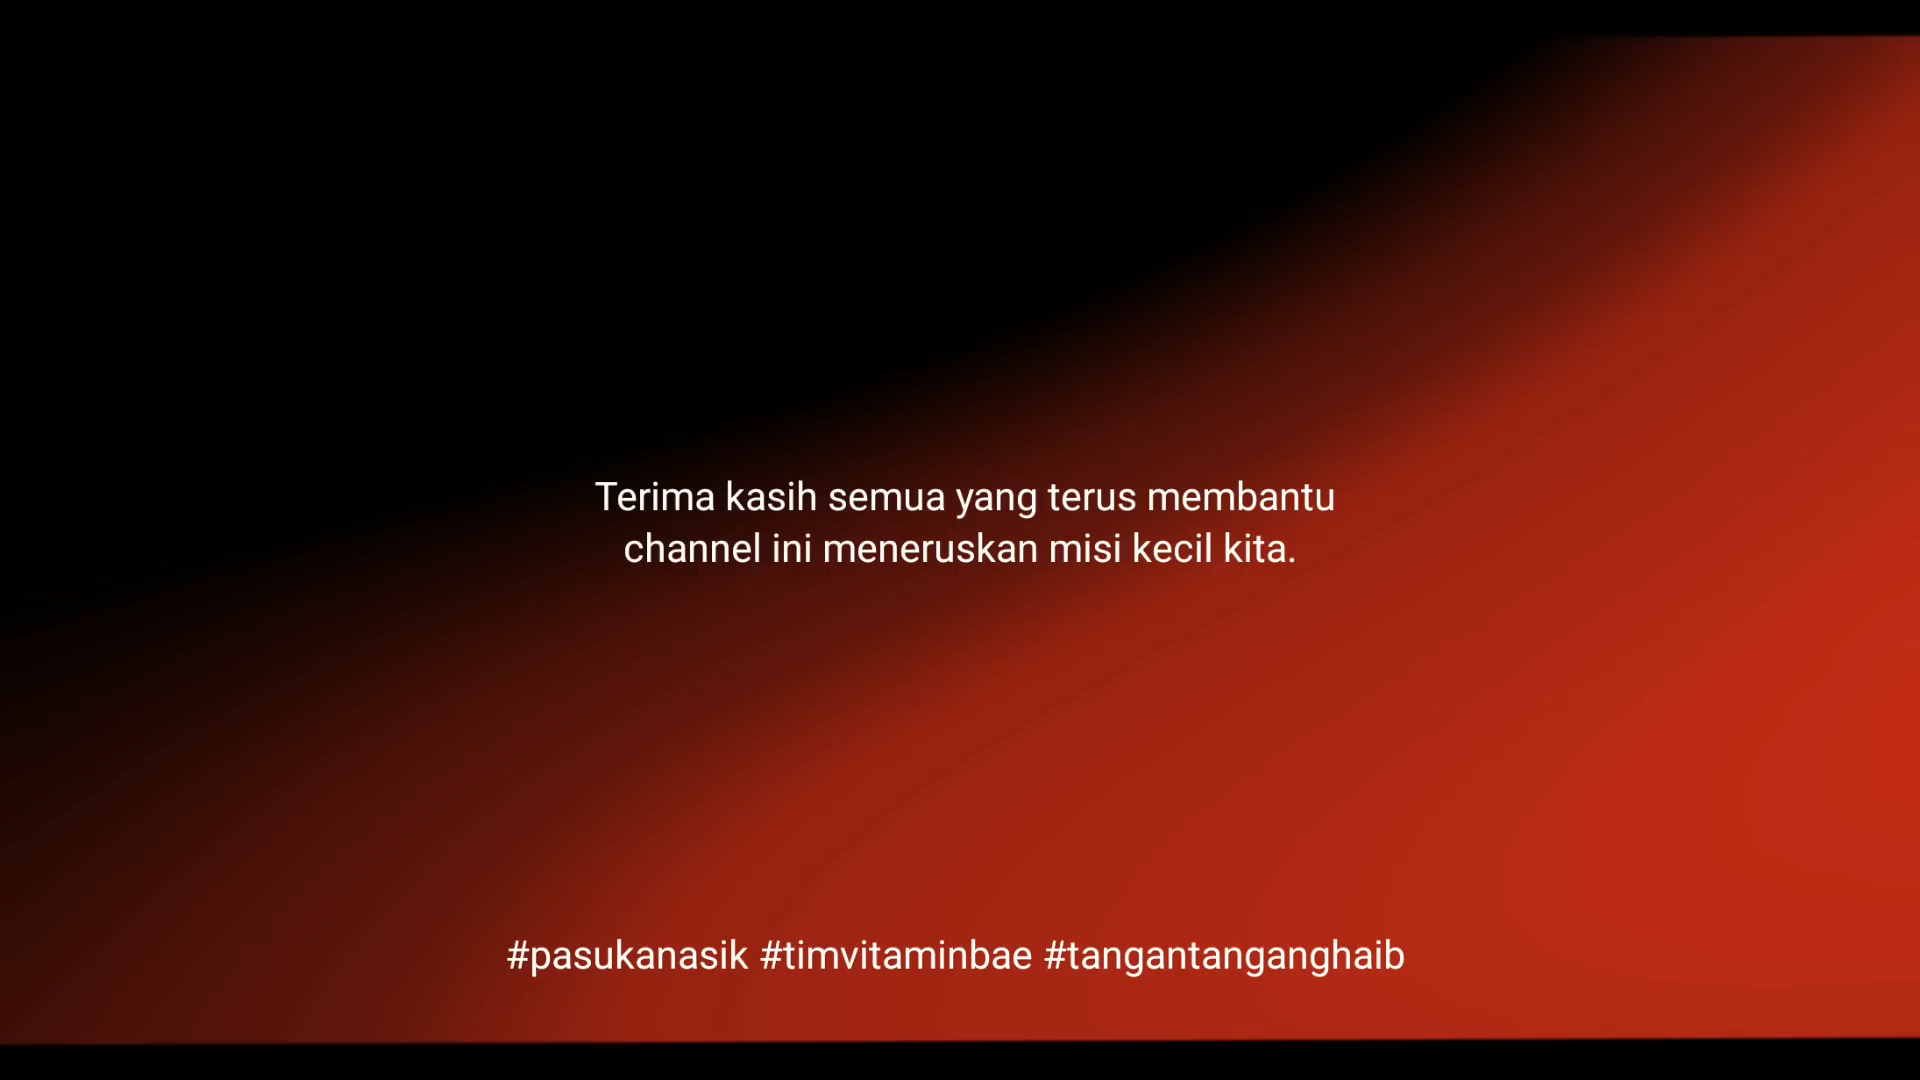 Terima kasih semua yang terus membantu
channel ini meneruskan misi kecil kita.
#pasukanasik #timvitaminbae #tangantanganghaib